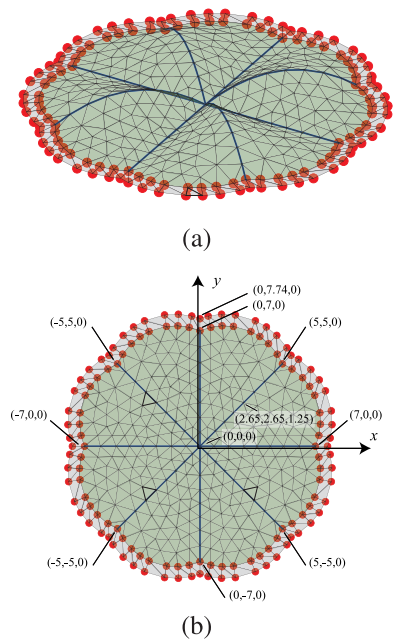 (a)
y
(0,7.74,0)
(0,7,0)
(-5,5,0)
(5,5,0)
(-7,0,0)
(2.65,2.65,1.25)
(7,0,0)
(0,0,0)
x
(-5,-5,0)
(5,-5,0)
(0,-7,0)
(b)